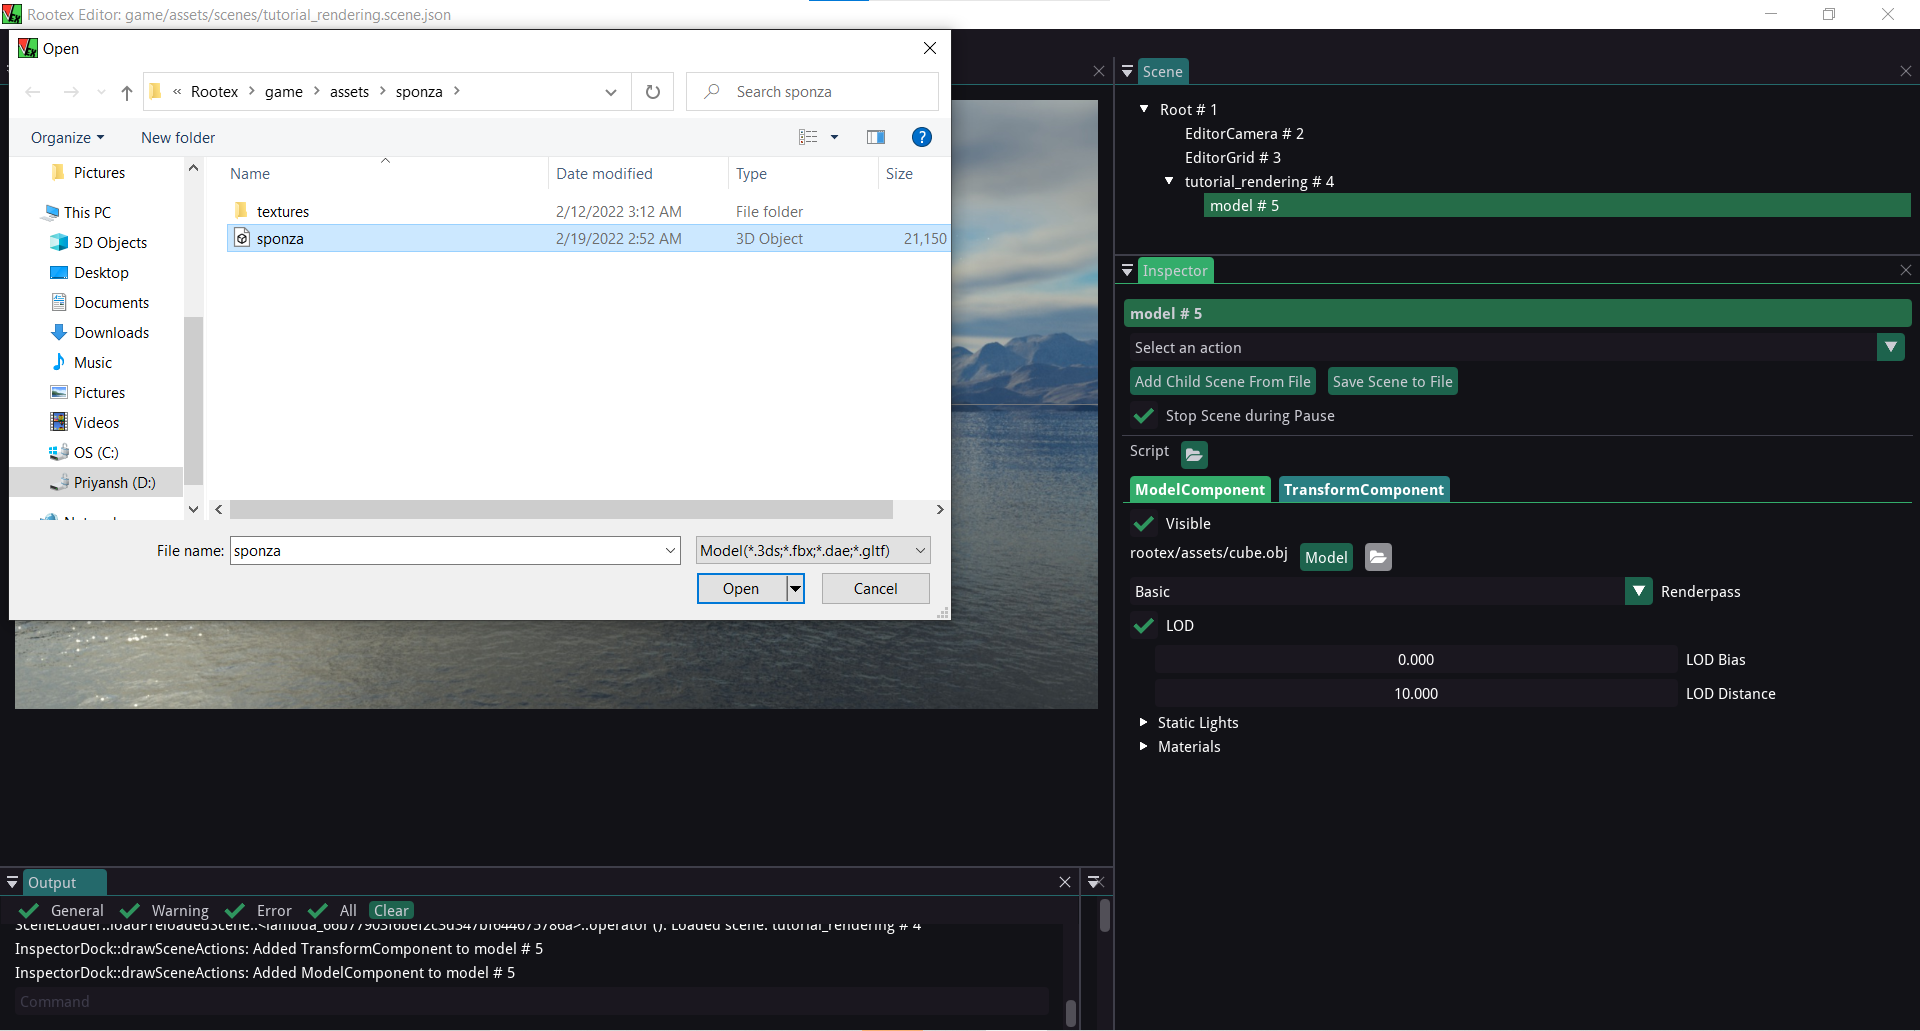 Rootex Editor: game/assets/scenes/tutorial_rendering.scene.json
Open
« Rootex > game > assets > sponza >
Search sponza
Organize
New folder
Name Date modified Type Size
textures 2/12/2022 3:12 AM File folder
sponza 2/19/2022 2:52 AM 3D Object 21,150
Pictures
This PC
3D Objects
Desktop
Documents
Downloads
Music
Pictures
Videos
OS (C:)
Priyansh (D:)
File name: sponza
Model(*.3ds;*.fbx;*.dae;*.gltf)
Open
Cancel
Scene
Root # 1
EditorCamera # 2
EditorGrid # 3
tutorial_rendering # 4
model # 5
Inspector
model # 5
Select an action
Add Child Scene From File Save Scene to File
Stop Scene during Pause
Script
ModelComponent TransformComponent
Visible
rootex/assets/cube.obj Model
Basic Renderpass
LOD
0.000 LOD Bias
10.000 LOD Distance
Static Lights
Materials
Output
General Warning Error All Clear
InspectorDock::drawSceneActions: Added TransformComponent to model # 5
InspectorDock::drawSceneActions: Added ModelComponent to model # 5
Command